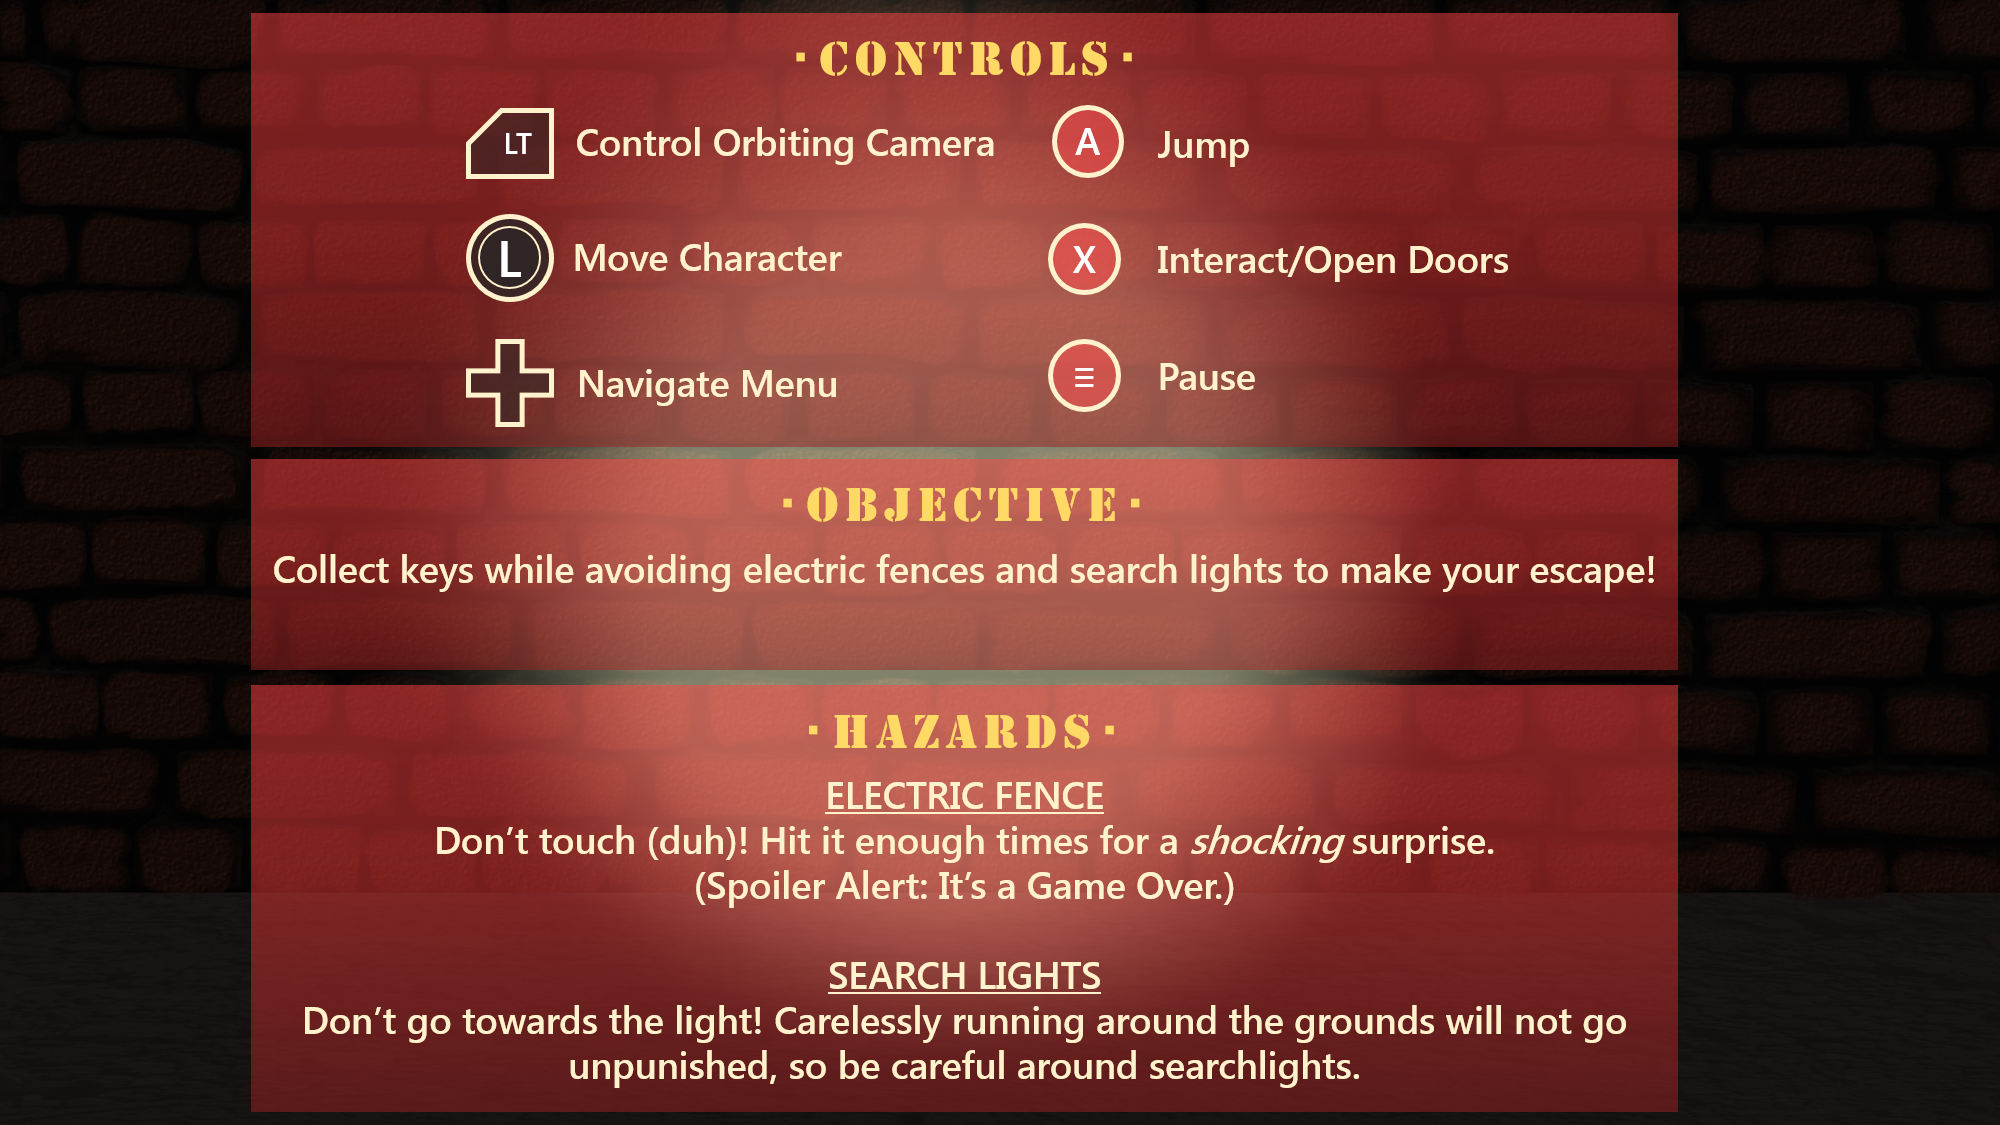 ·CONTROLS·
LT Control Orbiting Camera
A Jump
L Move Character
X Interact/Open Doors
Navigate Menu
Pause
·OBJECTIVE·
Collect keys while avoiding electric fences and search lights to make your escape!
·HAZARDS·
ELECTRIC FENCE
Don’t touch (duh)! Hit it enough times for a shocking surprise.
(Spoiler Alert: It’s a Game Over.)
SEARCH LIGHTS
Don’t go towards the light! Carelessly running around the grounds will not go
unpunished, so be careful around searchlights.